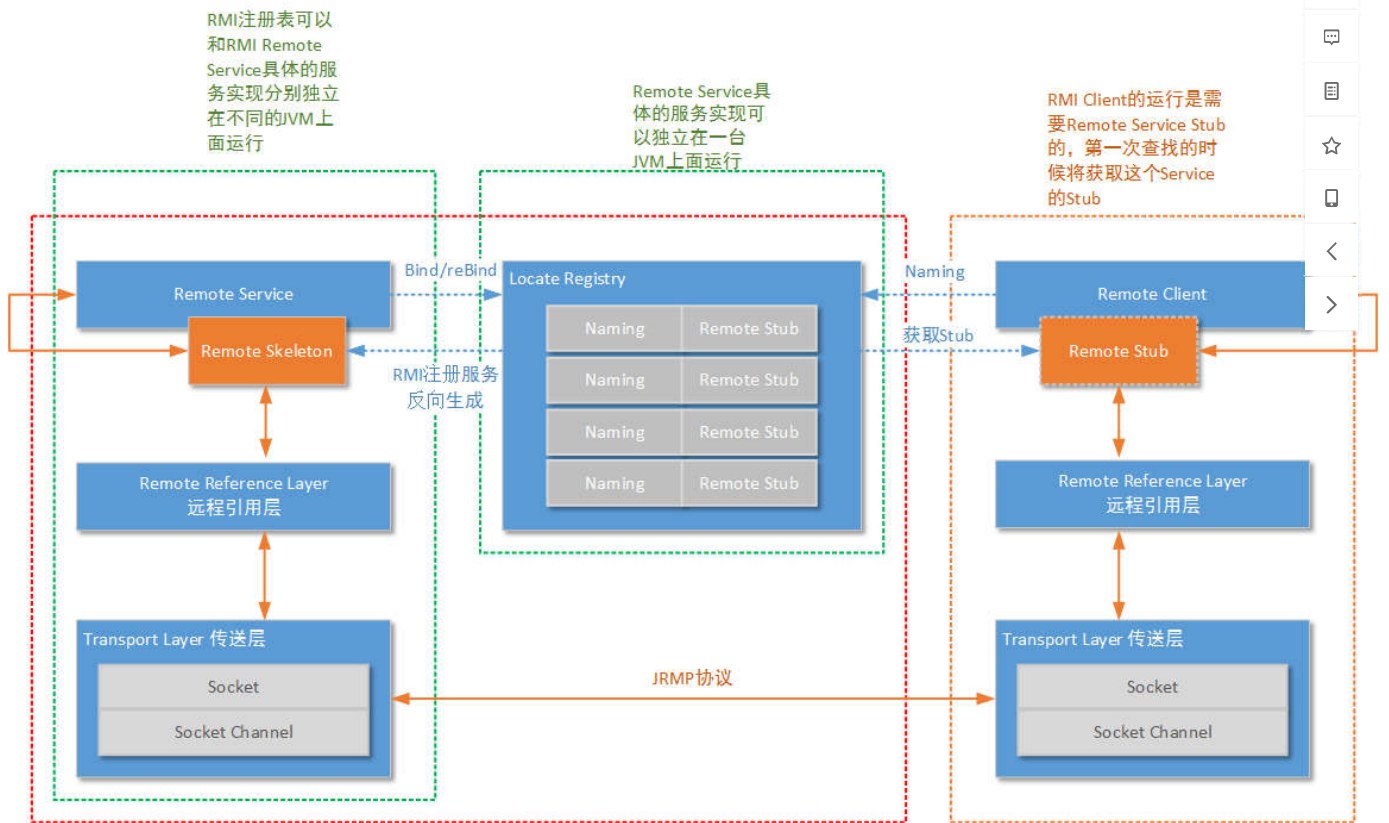 RMI注册表可以
和RMI Remote
Service具体的服
务实现分别独立
在不同的JVM上
面运行
Remote Service具
体的服务实现可
以独立在一台
JVM上面运行
RMI Client的运行是需
要Remote Service Stub
的，第一次查找的时
候将获取这个Service
的Stub
Remote Service
Remote Skeleton
Bind/reBind
RMI注册服务
反向生成
Locate Registry
Naming
Remote Stub
Naming
Remote Stub
Naming
Remote Stub
Naming
Remote Stub
Naming
获取Stub
Remote Client
Remote Stub
Remote Reference Layer
远程引用层
Remote Reference Layer
远程引用层
Transport Layer 传送层
Socket
Socket Channel
JRMP协议
Transport Layer 传送层
Socket
Socket Channel